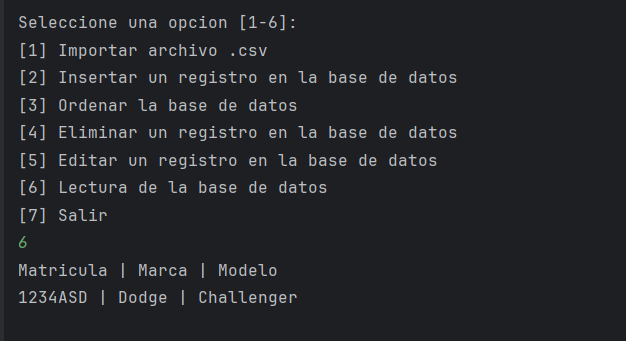 Seleccione una opcion [1-6]:
[1] Importar archivo .csv
[2] Insertar un registro en la base de datos
[3] Ordenar la base de datos
[4] Eliminar un registro en la base de datos
[5] Editar un registro en la base de datos
[6] Lectura de la base de datos
[7] Salir
6
Matricula | Marca | Modelo
1234ASD | Dodge | Challenger